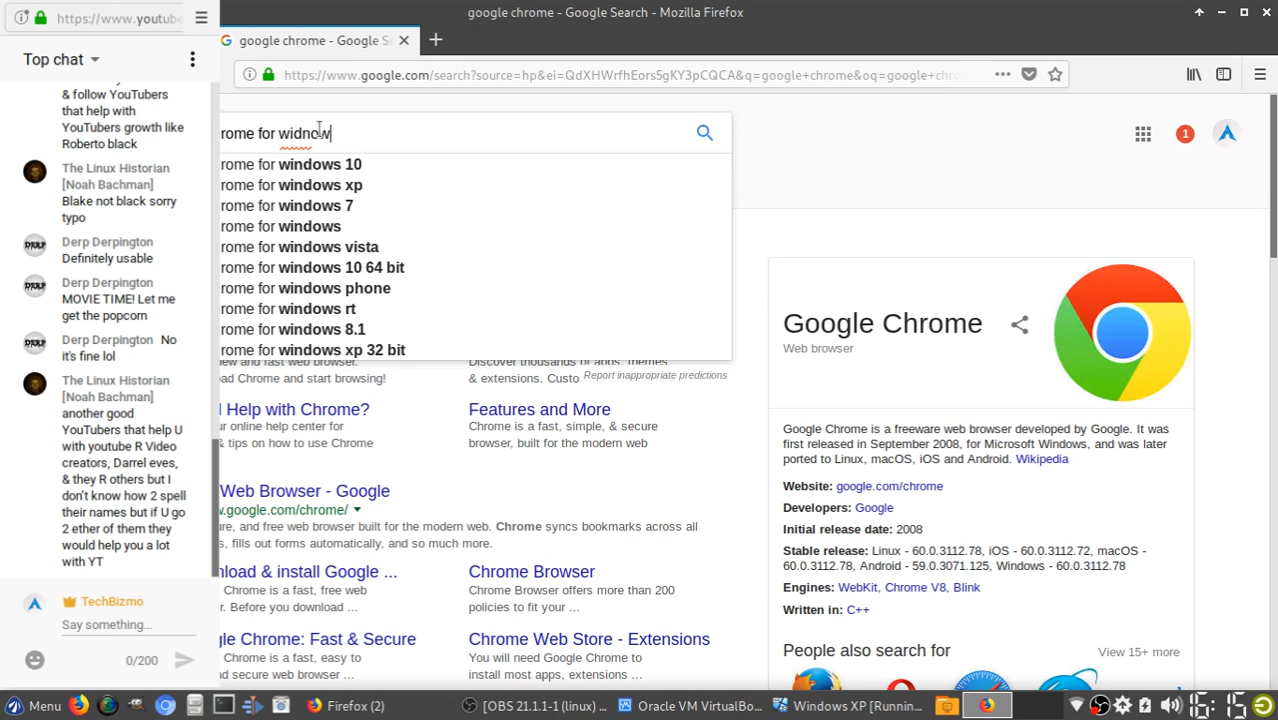 https://www.youtube
Top chat
& follow YouTubers
that help with
YouTubers growth like
Roberto black
The Linux Historian
[Noah Bachman]
Blake not black sorry
typo
Derp Derpington
Definitely usable
Derp Derpington
MOVIE TIME! Let me
get the popcorn
Derp Derpington No
it's fine lol
The Linux Historian
[Noah Bachman]
another good
YouTubers that help U
with youtube R Video
creators, Darrel eves,
& they R others but I
don't know how 2 spell
their names but if U go
2 ether of them they
would help you a lot
with YT
TechBizmo
Say something...
0/200
google chrome - Google Search - Mozilla Firefox
google chrome - Google Se
https://www.google.com/search?source=hp&ei=QdXHWrfhEors5gKY3pCQCA&q=google+chrome&oq=google+chro
rome for widnow
rome for windows 10
rome for windows xp
rome for windows 7
rome for windows
rome for windows vista
rome for windows 10 64 bit
rome for windows phone
rome for windows rt
rome for windows 8.1
rome for windows xp 32 bit
Report inappropriate predictions
new and fast web browser.
oad Chrome and start browsing!
Discover thousands of apps, themes
& extensions. Custo
Help with Chrome?
ur online help center for
& tips on how to use Chrome
Features and More
Chrome is a fast, simple, & secure
browser, built for the modern web
Web Browser - Google
.google.com/chrome/
re, and free web browser built for the modern web. Chrome syncs bookmarks across all
s, fills out forms automatically, and so much more.
nload & install Google ...
Chrome is a fast, free web
r. Before you download ...
Chrome Browser
Chrome Browser offers more than 200
policies to fit your ...
gle Chrome: Fast & Secure
Chrome is a fast, easy to
nd secure web browser ...
Chrome Web Store - Extensions
You will need Google Chrome to
install most apps, extensions ...
1
Google Chrome
Web browser
Google Chrome is a freeware web browser developed by Google. It was
first released in September 2008, for Microsoft Windows, and was later
ported to Linux, macOS, iOS and Android. Wikipedia
Website: google.com/chrome
Developers: Google
Initial release date: 2008
Stable release: Linux - 60.0.3112.78, iOS - 60.0.3112.72, macOS -
60.0.3112.78, Android - 59.0.3071.125, Windows - 60.0.3112.78
Engines: WebKit, Chrome V8, Blink
Written in: C++
People also search for
View 15+ more
Menu
Firefox (2)
[OBS 21.1.1-1 (linux) ...
Oracle VM VirtualBo...
Windows XP [Runnin...
16:15